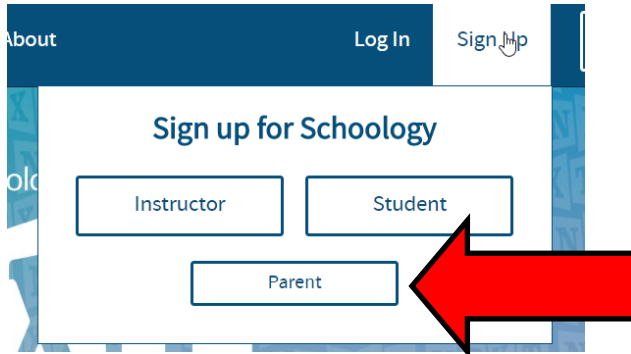 About Log In Sign Up
Sign up for Schoology
Instructor Student
Parent